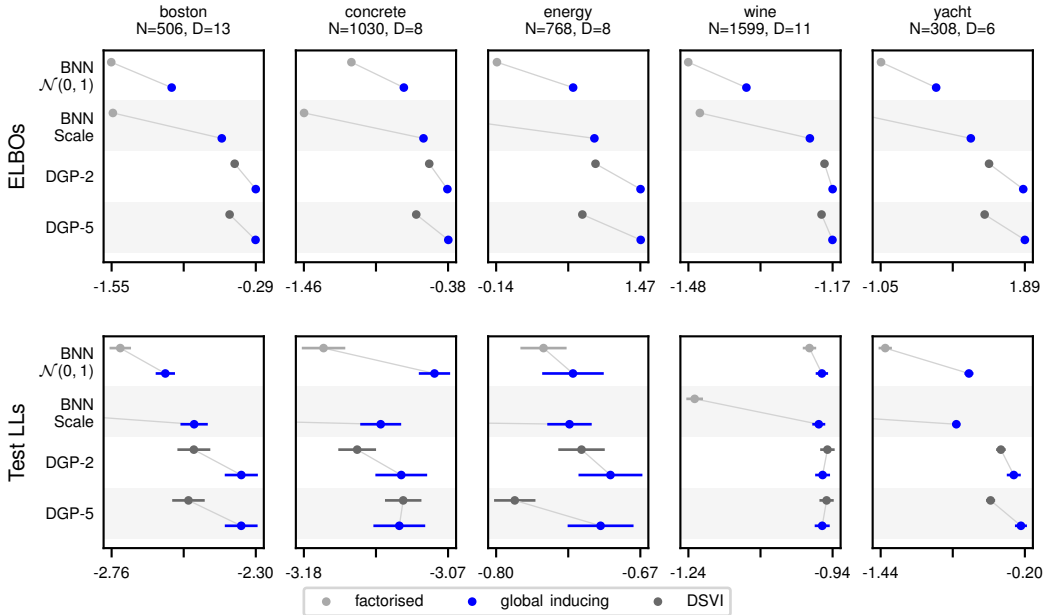 boston
N=506, D=13
concrete
N=1030, D=8
energy
N=768, D=8
wine
N=1599, D=11
yacht
N=308, D=6
ELBOs
BNN
𝒩(0, 1)
BNN
Scale
DGP-2
DGP-5
-1.55 -0.29
-1.46 -0.38
-0.14 1.47
-1.48 -1.17
-1.05 1.89
Test LLs
BNN
𝒩(0, 1)
BNN
Scale
DGP-2
DGP-5
-2.76 -2.30
-3.18 -3.07
-0.80 -0.67
-1.24 -0.94
-1.44 -0.20
factorised global inducing DSVI